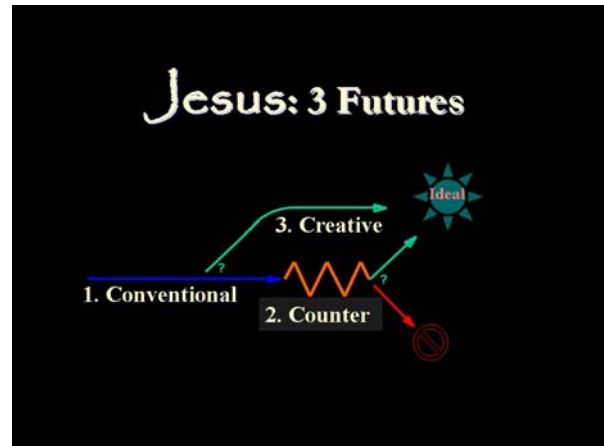 Jesus: 3 Futures
Ideal
3. Creative
?
?
1. Conventional
2. Counter